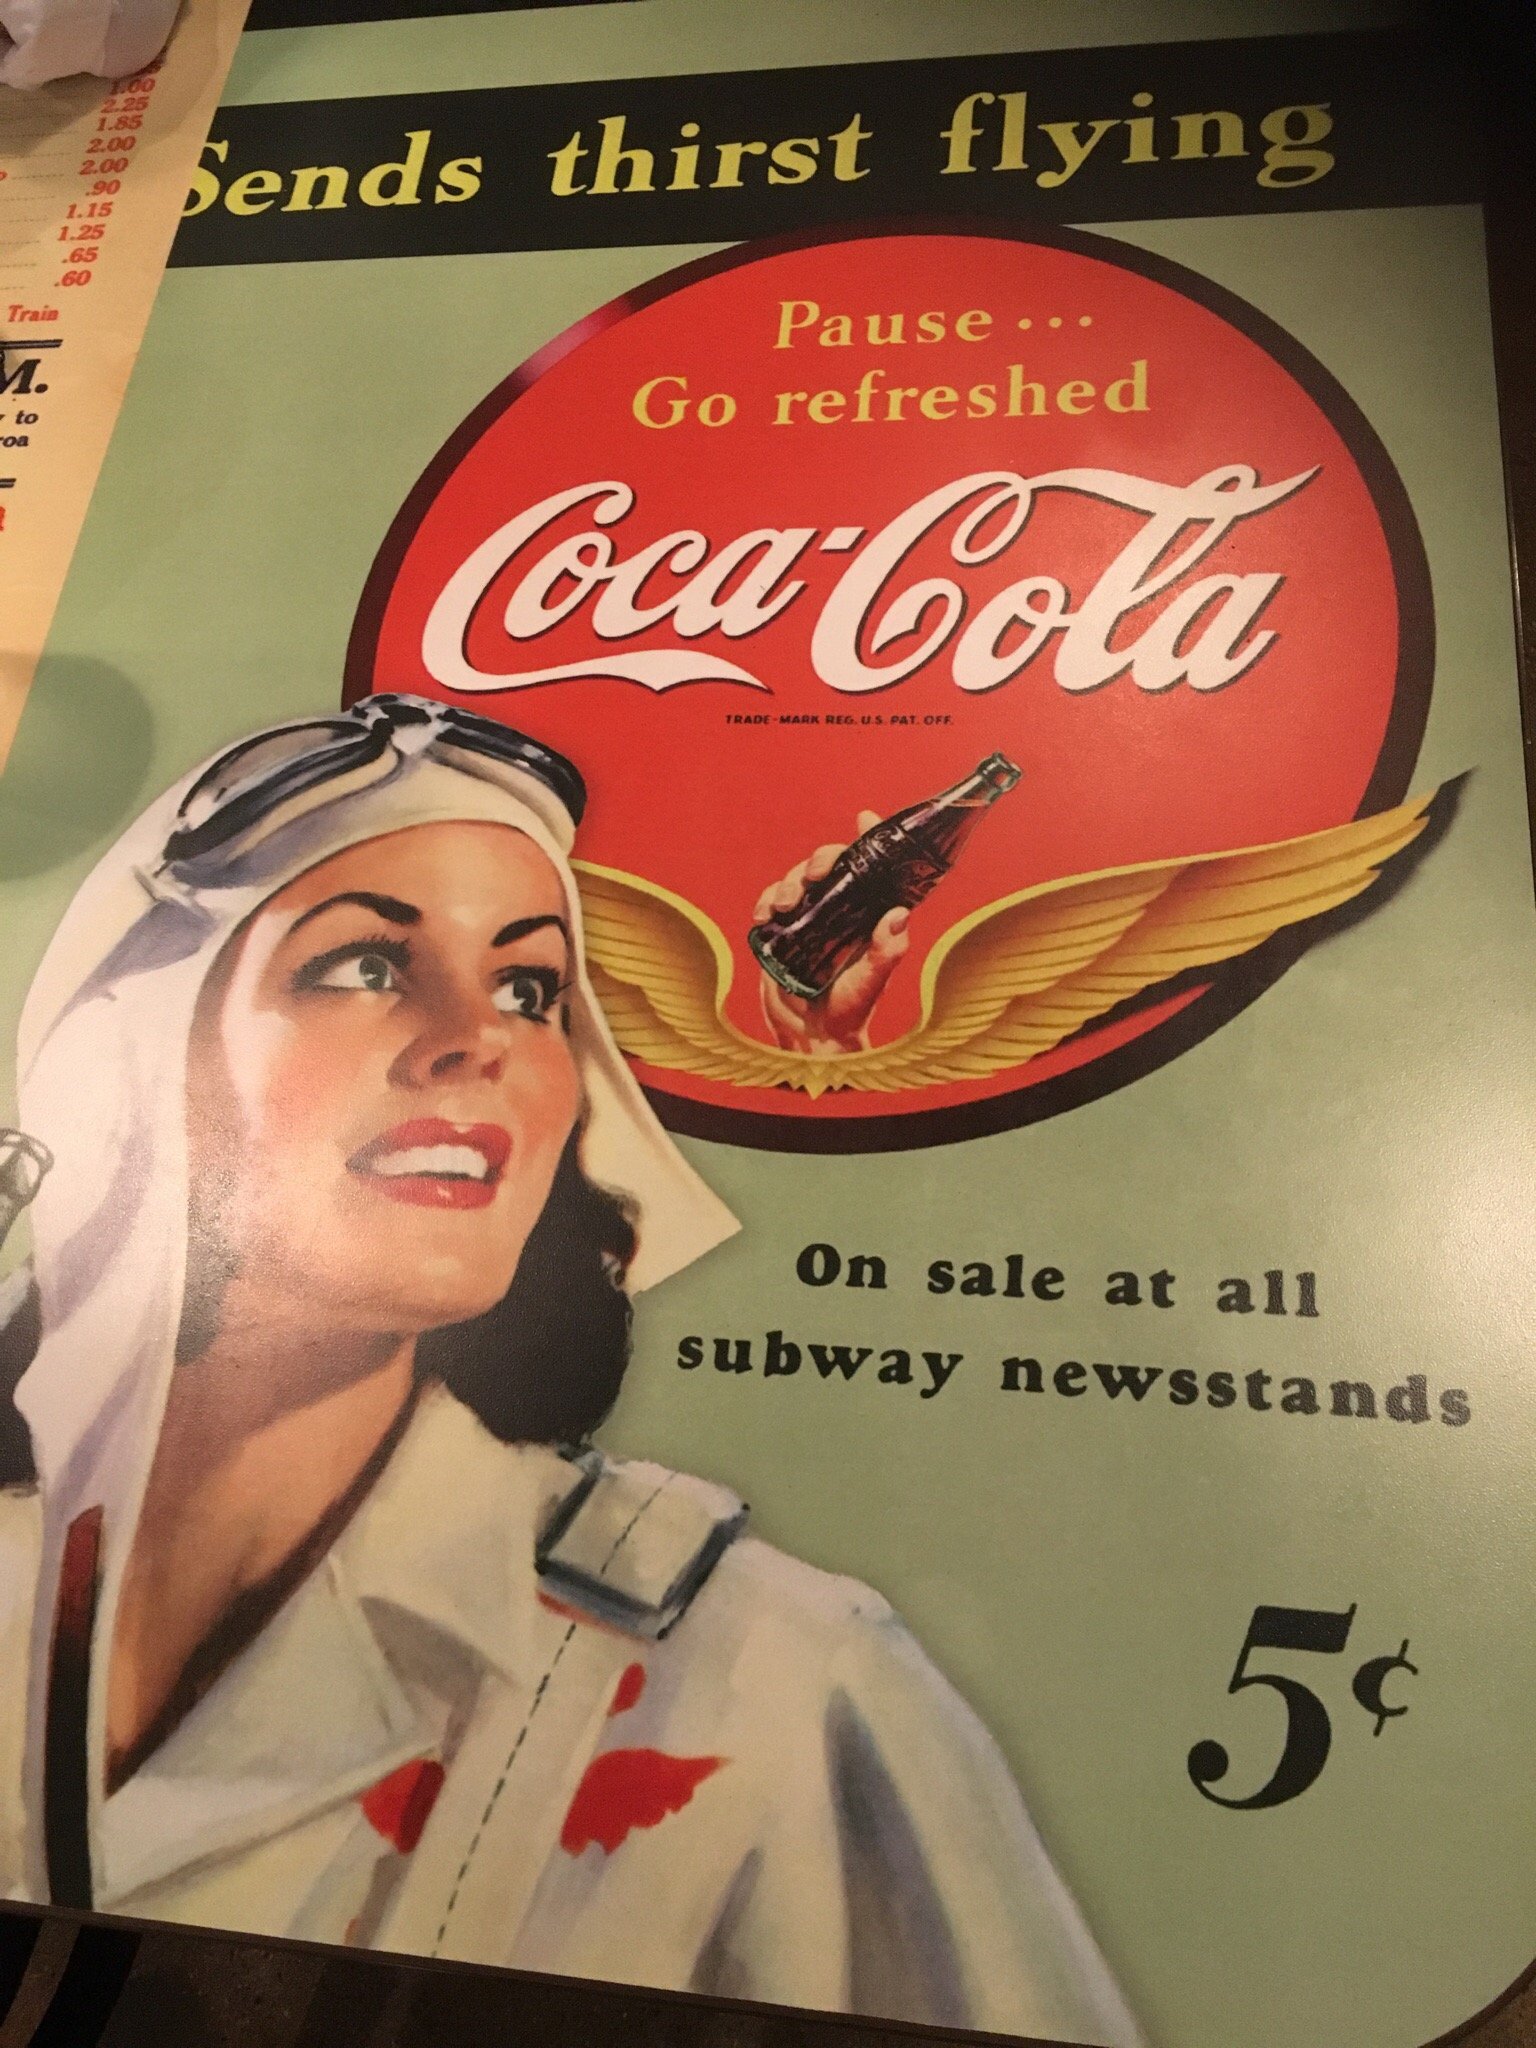 1.00
2.25
1.85
2.00
2.00
.90
1.15
1.25
.65
.60
Train
M.
to
Sends thirst flying
Pause...
Go refreshed
Coca-Cola
TRADE-MARK REG. U.S. PAT. OFF.
On sale at all
subway newsstands
5¢